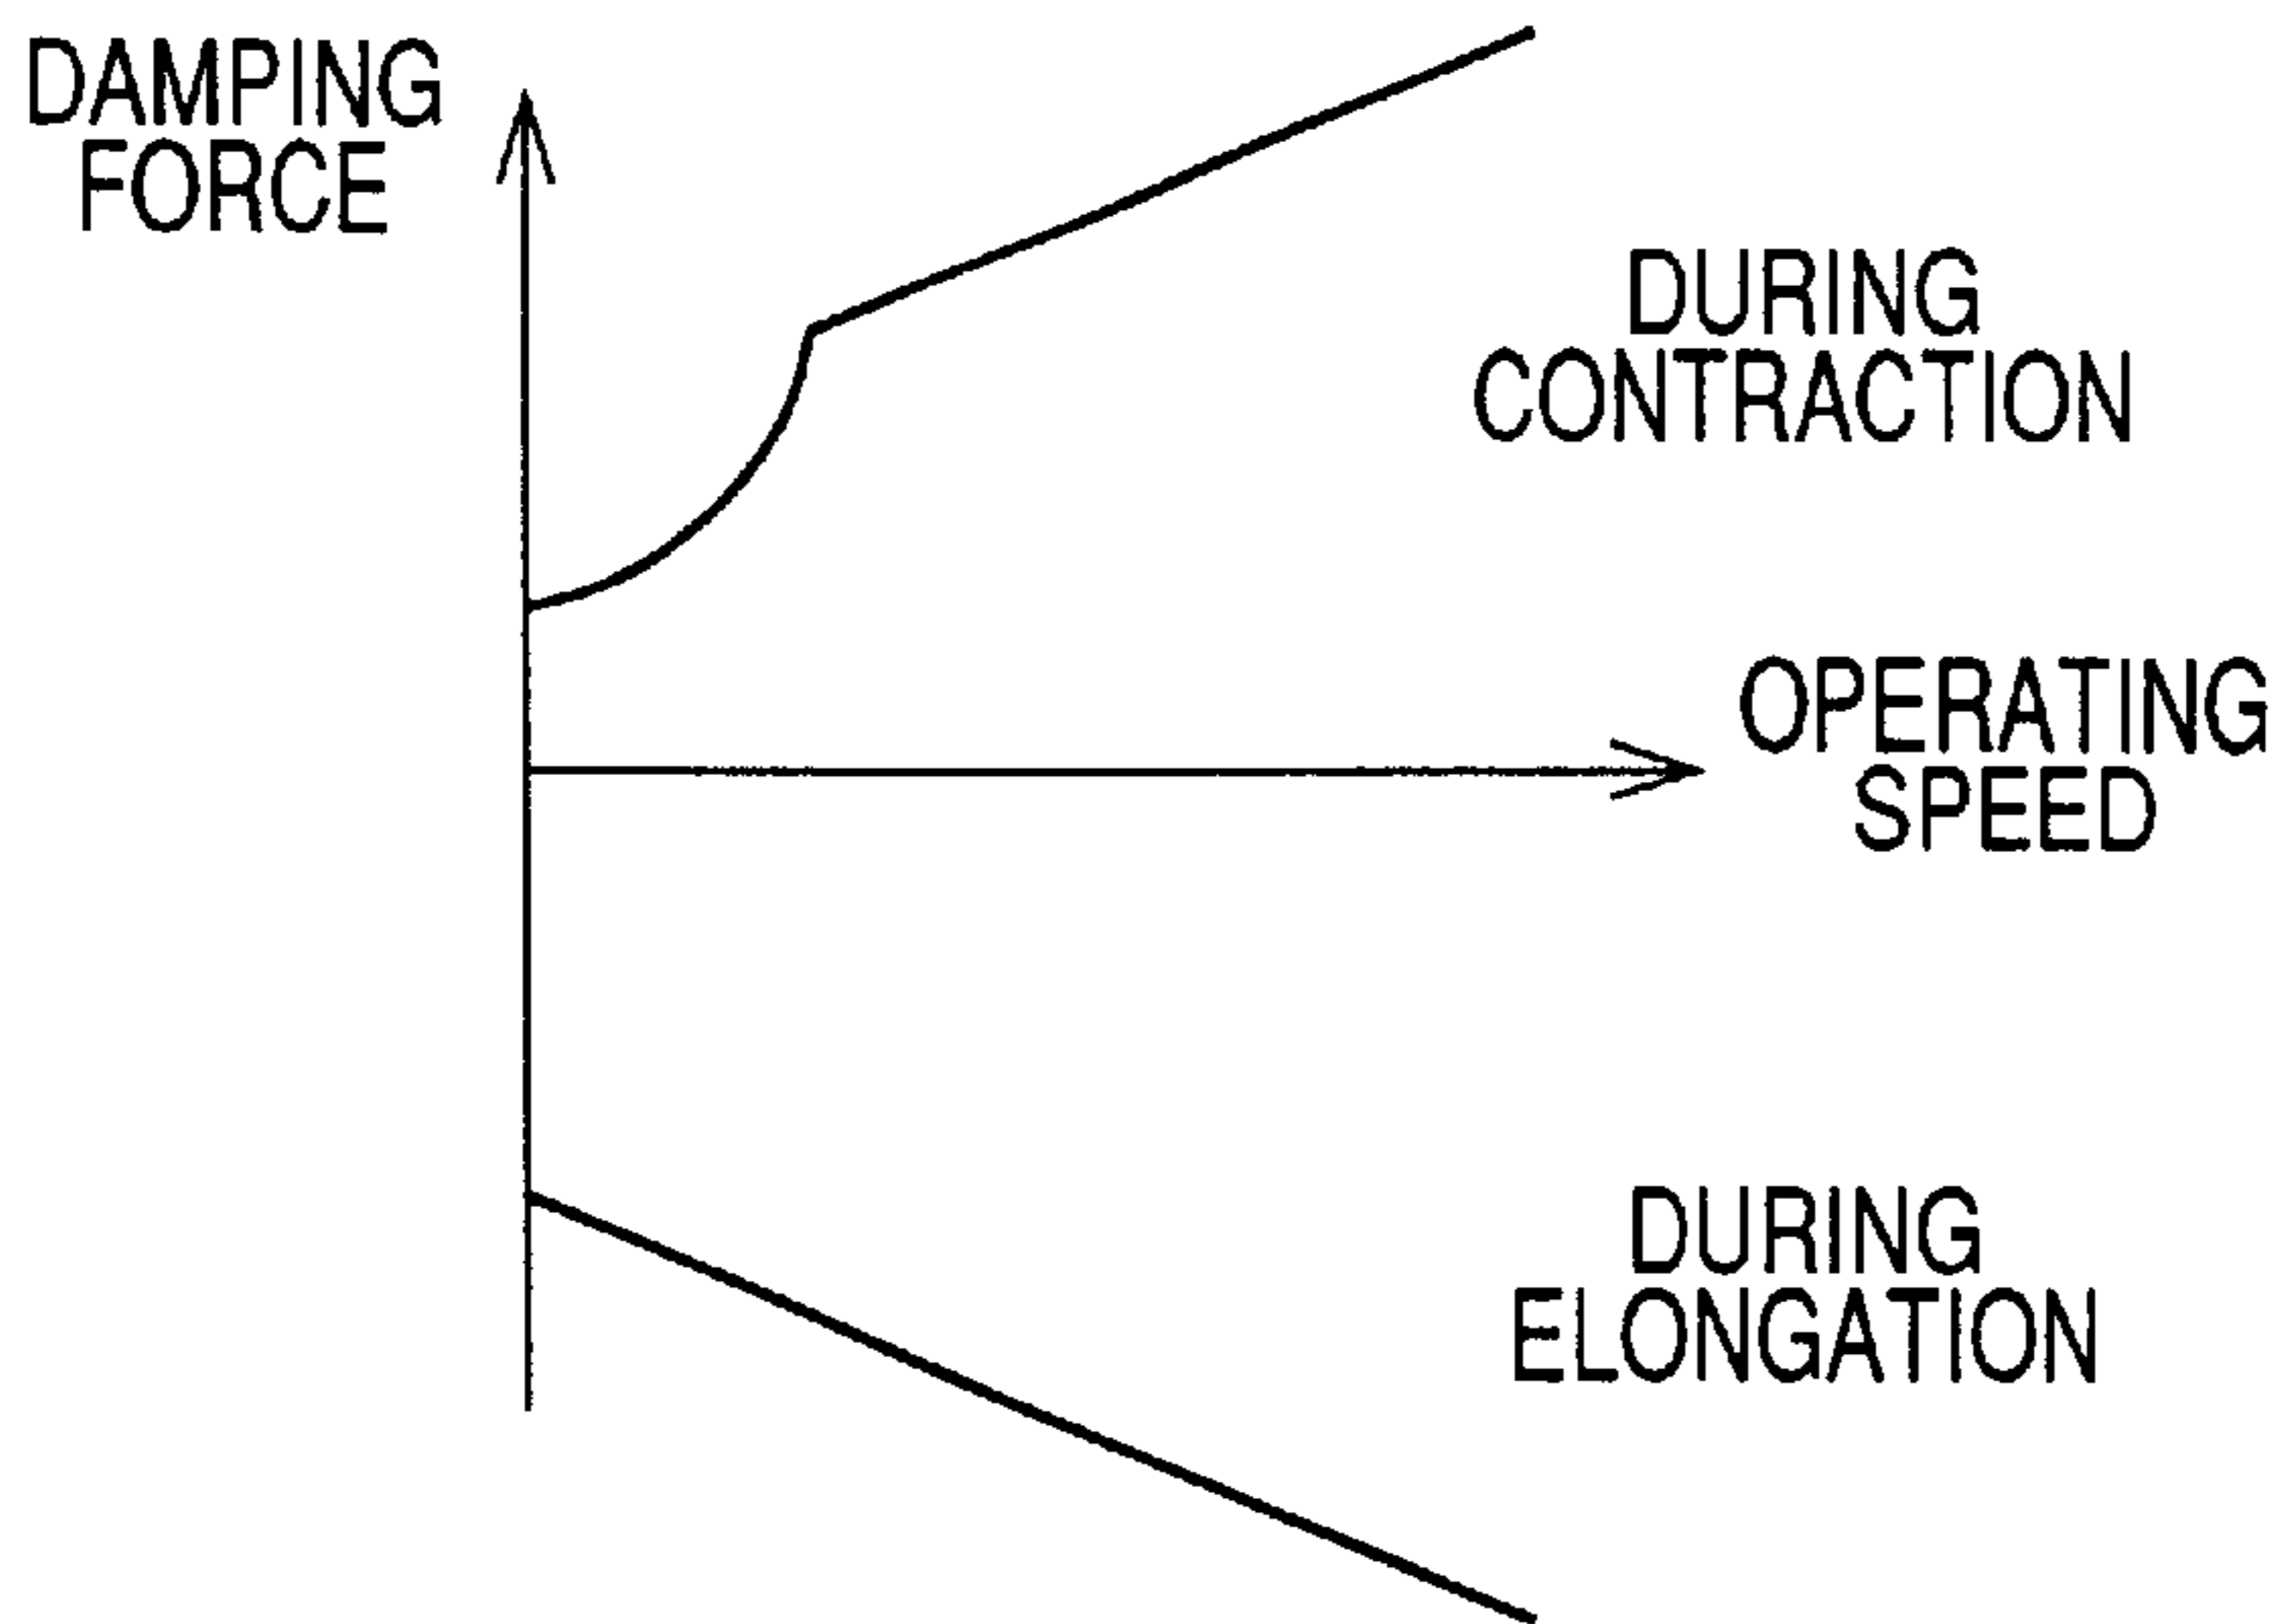 DAMPING
FORCE
DURING
CONTRACTION
OPERATING
SPEED
DURING
ELONGATION